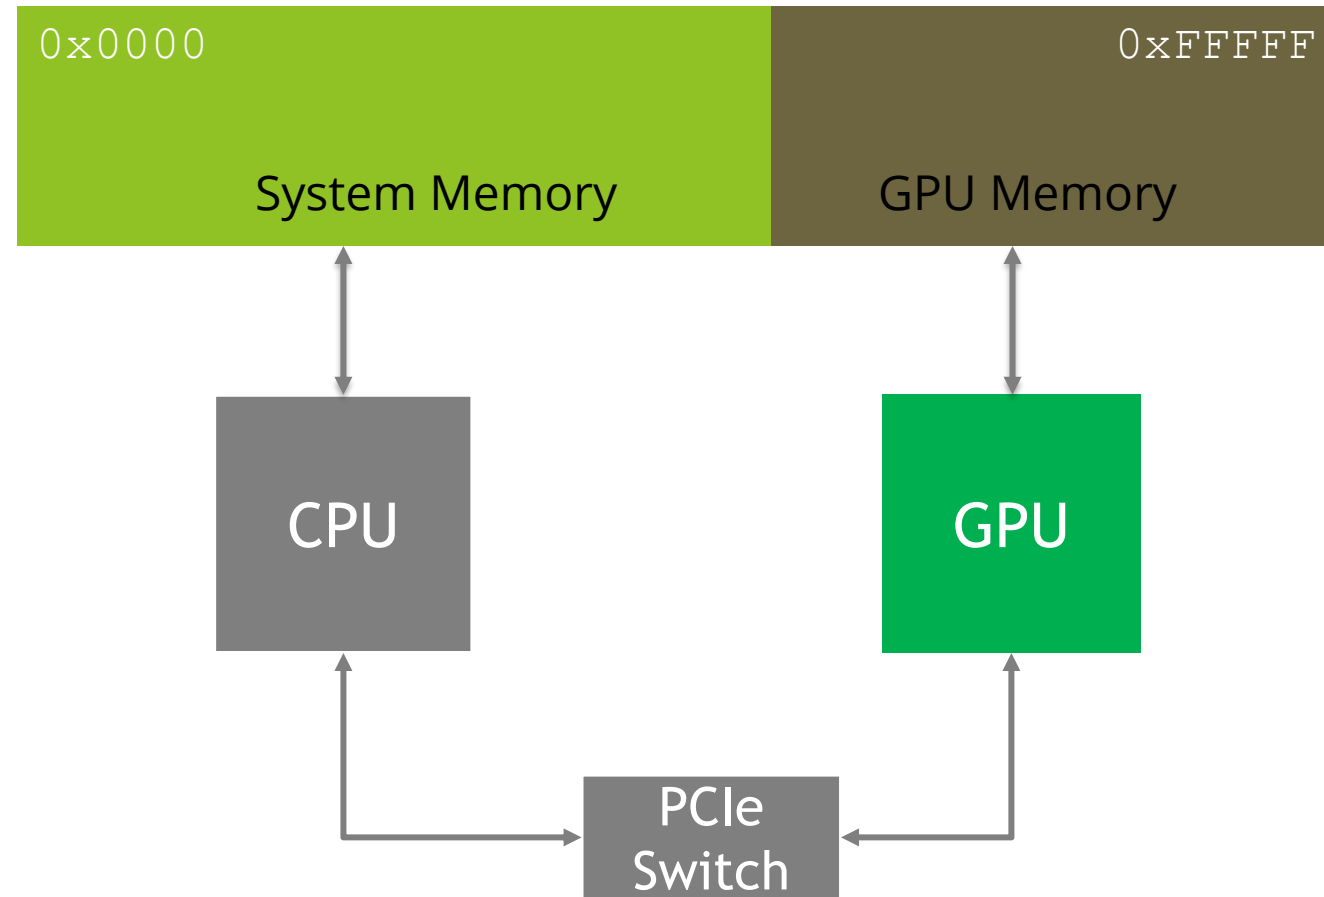 0x0000
0xFFFFF
System Memory
GPU Memory
CPU
GPU
PCIe
Switch